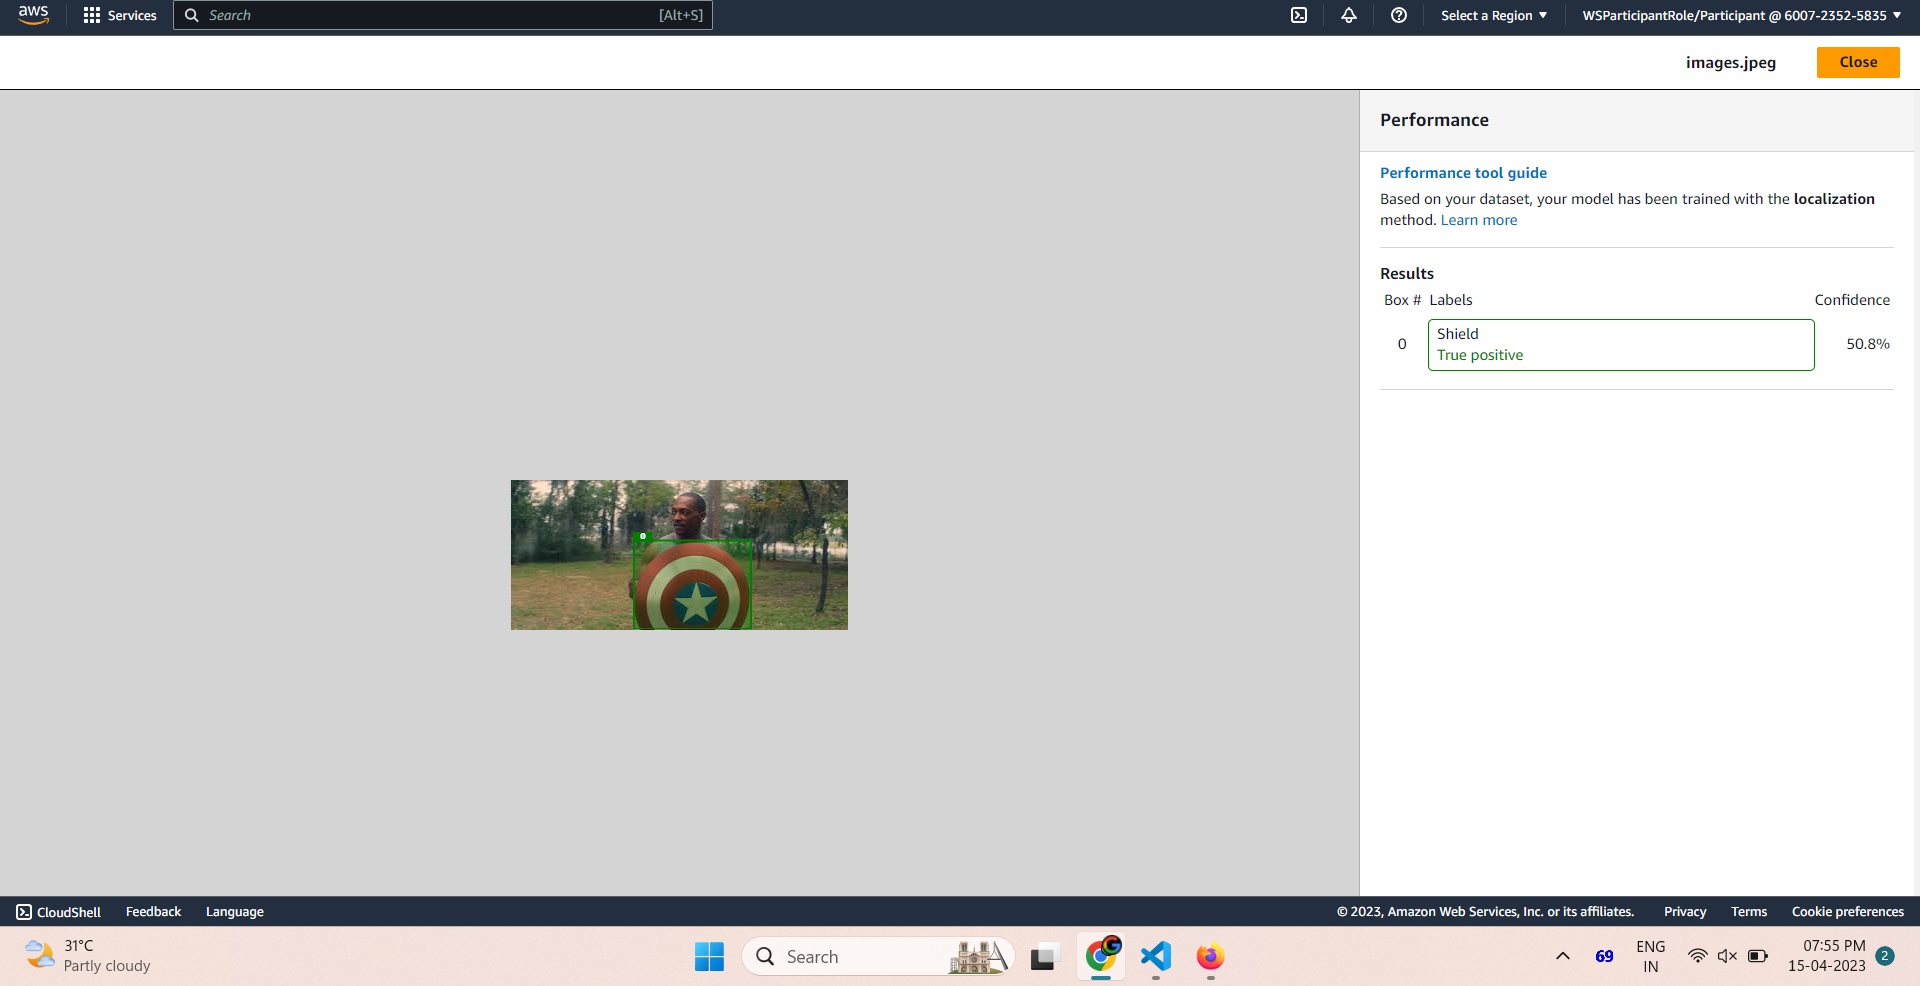 aws
Services
Search
[Alt+S]
Select a Region
WSParticipantRole/Participant @ 6007-2352-5835
images.jpeg
Close
Performance
Performance tool guide
Based on your dataset, your model has been trained with the localization
method. Learn more
Results
Box # Labels Confidence
0
Shield
True positive
50.8%
0
CloudShell
Feedback
Language
© 2023, Amazon Web Services, Inc. or its affiliates.
Privacy
Terms
Cookie preferences
31°C
Partly cloudy
Search
69
ENG
IN
07:55 PM
15-04-2023
2